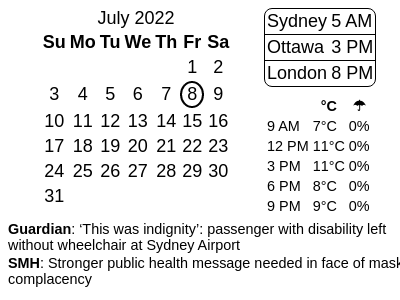 July 2022
Su Mo Tu We Th Fr Sa
1 2
3 4 5 6 7 8 9
10 11 12 13 14 15 16
17 18 19 20 21 22 23
24 25 26 27 28 29 30
31
Sydney 5 AM
Ottawa 3 PM
London 8 PM
°C ☂
9 AM 7°C 0%
12 PM 11°C 0%
3 PM 11°C 0%
6 PM 8°C 0%
9 PM 9°C 0%
Guardian: ‘This was indignity’: passenger with disability left
without wheelchair at Sydney Airport
SMH: Stronger public health message needed in face of mask
complacency